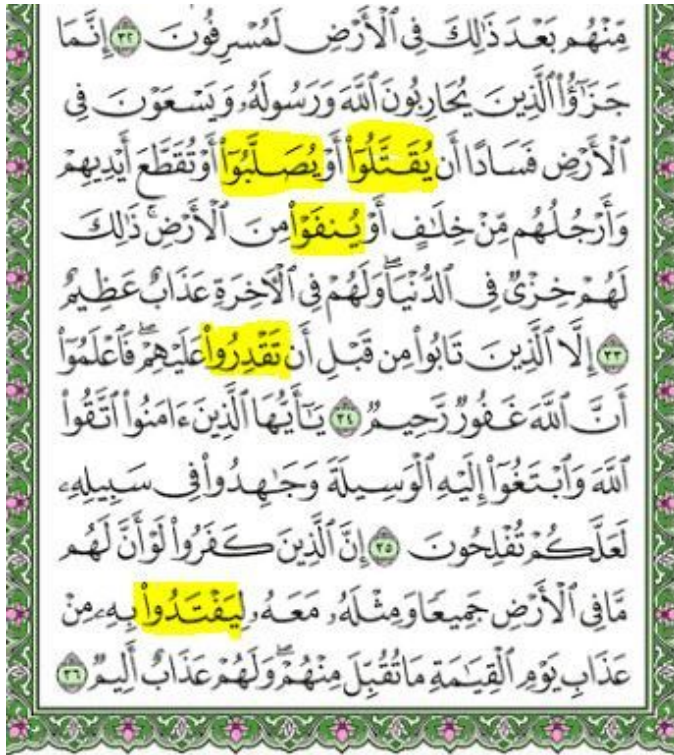 مِّنْهُم بَعْدَ ذَٰلِكَ فِي ٱلْأَرْضِ لَمُسْرِفُونَ ٣٢ إِنَّمَا
جَزَٰٓؤُا۟ ٱلَّذِينَ يُحَارِبُونَ ٱللَّهَ وَرَسُولَهُۥ وَيَسْعَوْنَ فِي
ٱلْأَرْضِ فَسَادًا أَن يُقَتَّلُوٓا۟ أَوْ يُصَلَّبُوٓا۟ أَوْ تُقَطَّعَ أَيْدِيهِمْ
وَأَرْجُلُهُم مِّنْ خِلَٰفٍ أَوْ يُنفَوْا۟ مِنَ ٱلْأَرْضِ ۚ ذَٰلِكَ
لَهُمْ خِزْىٌ فِي ٱلدُّنْيَا ۖ وَلَهُمْ فِي ٱلْءَاخِرَةِ عَذَابٌ عَظِيمٌ
٣٣ إِلَّا ٱلَّذِينَ تَابُوا۟ مِن قَبْلِ أَن تَقْدِرُوا۟ عَلَيْهِمْ ۖ فَٱعْلَمُوٓا۟
أَنَّ ٱللَّهَ غَفُورٌ رَّحِيمٌ ٣٤ يَٰٓأَيُّهَا ٱلَّذِينَ ءَامَنُوا۟ ٱتَّقُوا۟
ٱللَّهَ وَٱبْتَغُوٓا۟ إِلَيْهِ ٱلْوَسِيلَةَ وَجَٰهِدُوا۟ فِي سَبِيلِهِۦ
لَعَلَّكُمْ تُفْلِحُونَ ٣٥ إِنَّ ٱلَّذِينَ كَفَرُوا۟ لَوْ أَنَّ لَهُم
مَّا فِي ٱلْأَرْضِ جَمِيعًا وَمِثْلَهُۥ مَعَهُۥ لِيَفْتَدُوا۟ بِهِۦ مِنْ
عَذَابِ يَوْمِ ٱلْقِيَٰمَةِ مَا تُقُبِّلَ مِنْهُمْ ۖ وَلَهُمْ عَذَابٌ أَلِيمٌ ٣٦